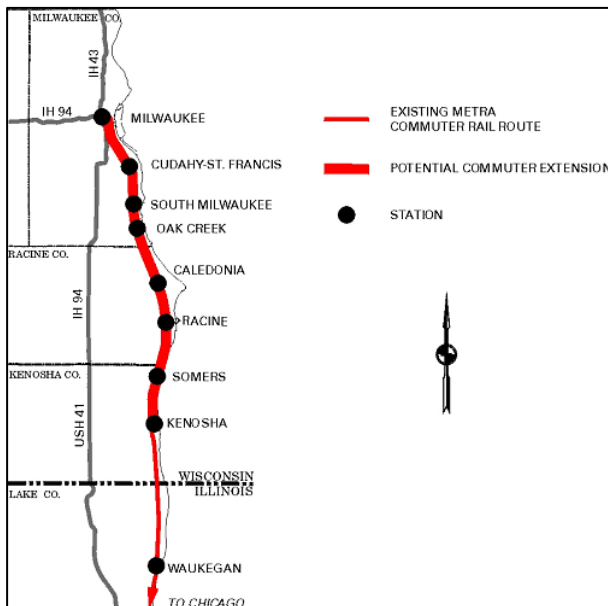 MILWAUKEE CO.
IH 43
IH 94
MILWAUKEE
EXISTING METRA
COMMUTER RAIL ROUTE
CUDAHY-ST. FRANCIS
POTENTIAL COMMUTER EXTENSION
SOUTH MILWAUKEE
STATION
OAK CREEK
RACINE CO.
CALEDONIA
IH 94
RACINE
KENOSHA CO.
SOMERS
USH 41
KENOSHA
WISCONSIN
LAKE CO.
ILLINOIS
WAUKEGAN
TO CHICAGO